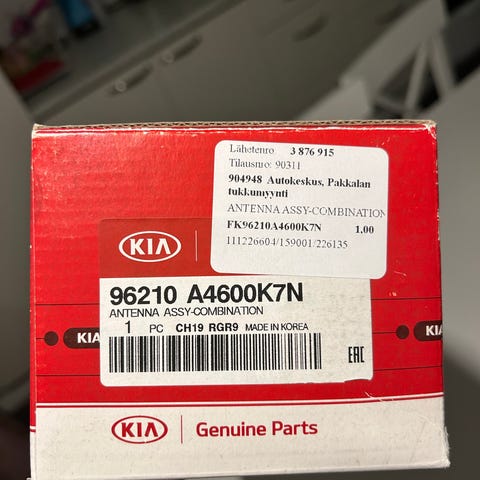 Lähetenro 3 876 915
Tilausnro: 90311
904948 Autokeskus, Pakkalan
tukkumyynti
ANTENNA ASSY-COMBINATION
FK96210A4600K7N 1.00
111226604/159001/226135
KIA
96210 A4600K7N
ANTENNA ASSY-COMBINATION
1 PC CH19 RGR9 MADE IN KOREA
EAC
KIA
KI
KIA Genuine Parts